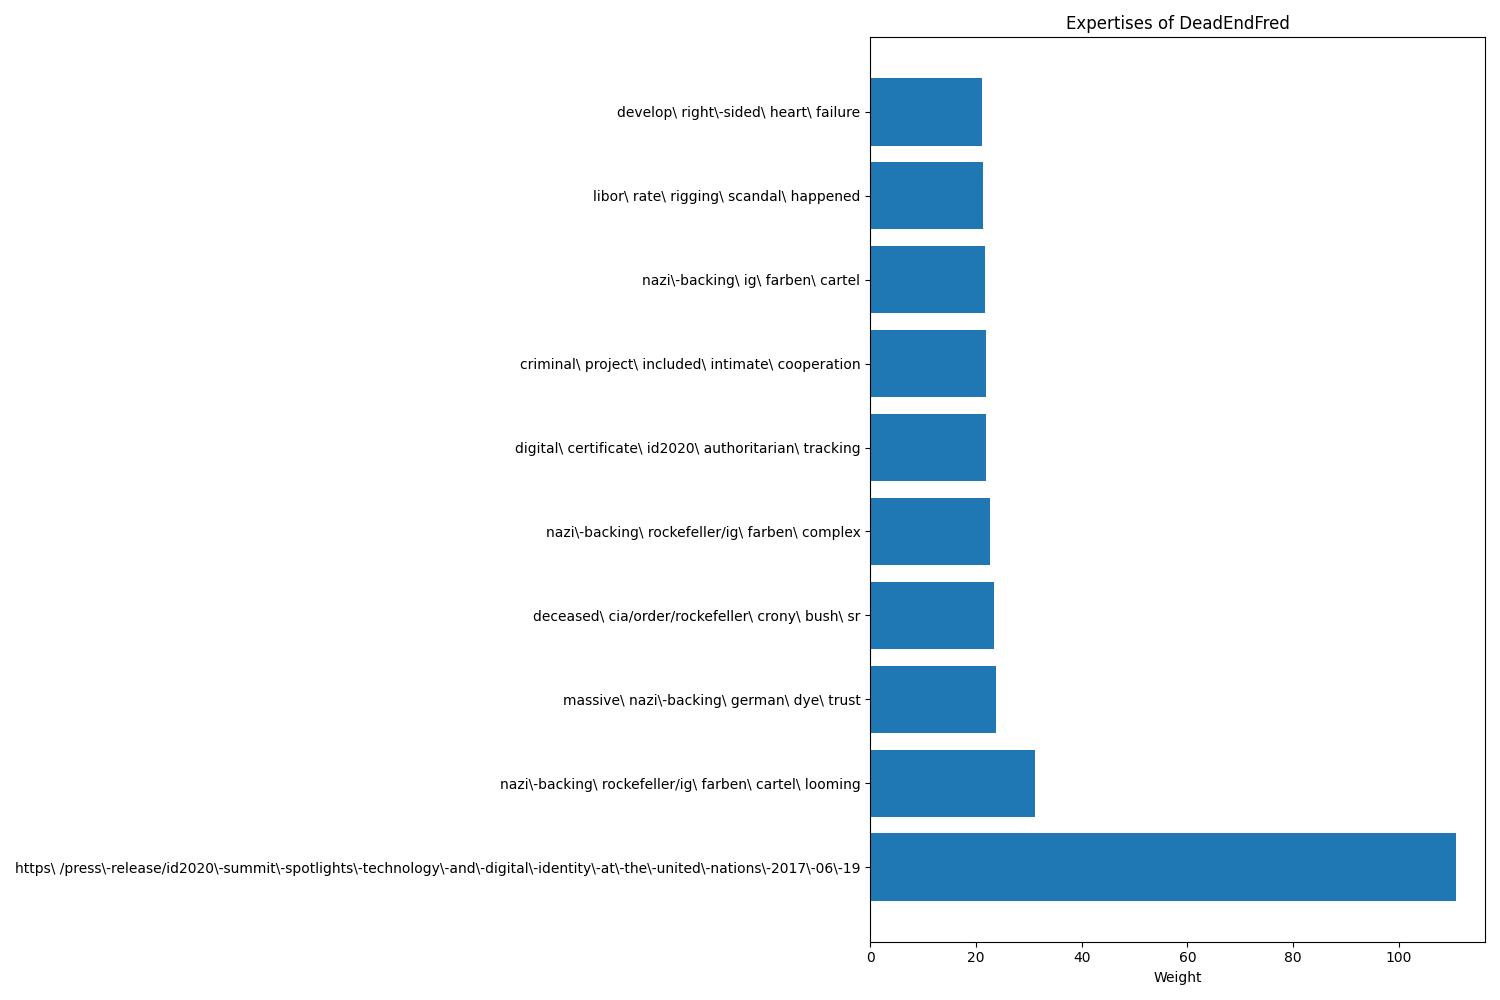 Expertises of DeadEndFred
develop\ right\-sided\ heart\ failure
libor\ rate\ rigging\ scandal\ happened
nazi\-backing\ ig\ farben\ cartel
criminal\ project\ included\ intimate\ cooperation
digital\ certificate\ id2020\ authoritarian\ tracking
nazi\-backing\ rockefeller/ig\ farben\ complex
deceased\ cia/order/rockefeller\ crony\ bush\ sr
massive\ nazi\-backing\ german\ dye\ trust
nazi\-backing\ rockefeller/ig\ farben\ cartel\ looming
https\ /press\-release/id2020\-summit\-spotlights\-technology\-and\-digital\-identity\-at\-the\-united\-nations\-2017\-06\-19
0 20 40 60 80 100
Weight